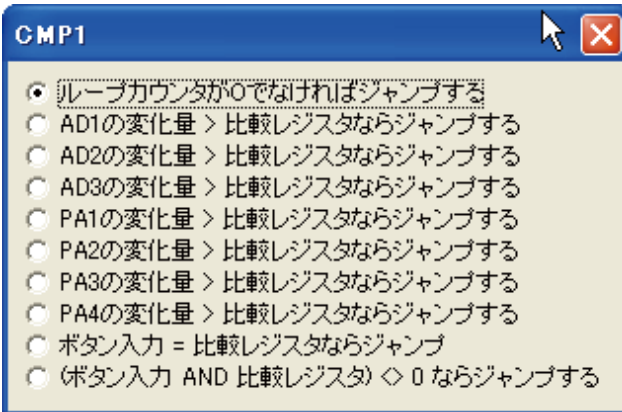 CMP1
ループカウンタが0でなければジャンプする
AD1の変化量 > 比較レジスタならジャンプする
AD2の変化量 > 比較レジスタならジャンプする
AD3の変化量 > 比較レジスタならジャンプする
PA1の変化量 > 比較レジスタならジャンプする
PA2の変化量 > 比較レジスタならジャンプする
PA3の変化量 > 比較レジスタならジャンプする
PA4の変化量 > 比較レジスタならジャンプする
ボタン入力 = 比較レジスタならジャンプ
(ボタン入力 AND 比較レジスタ) <> 0 ならジャンプする